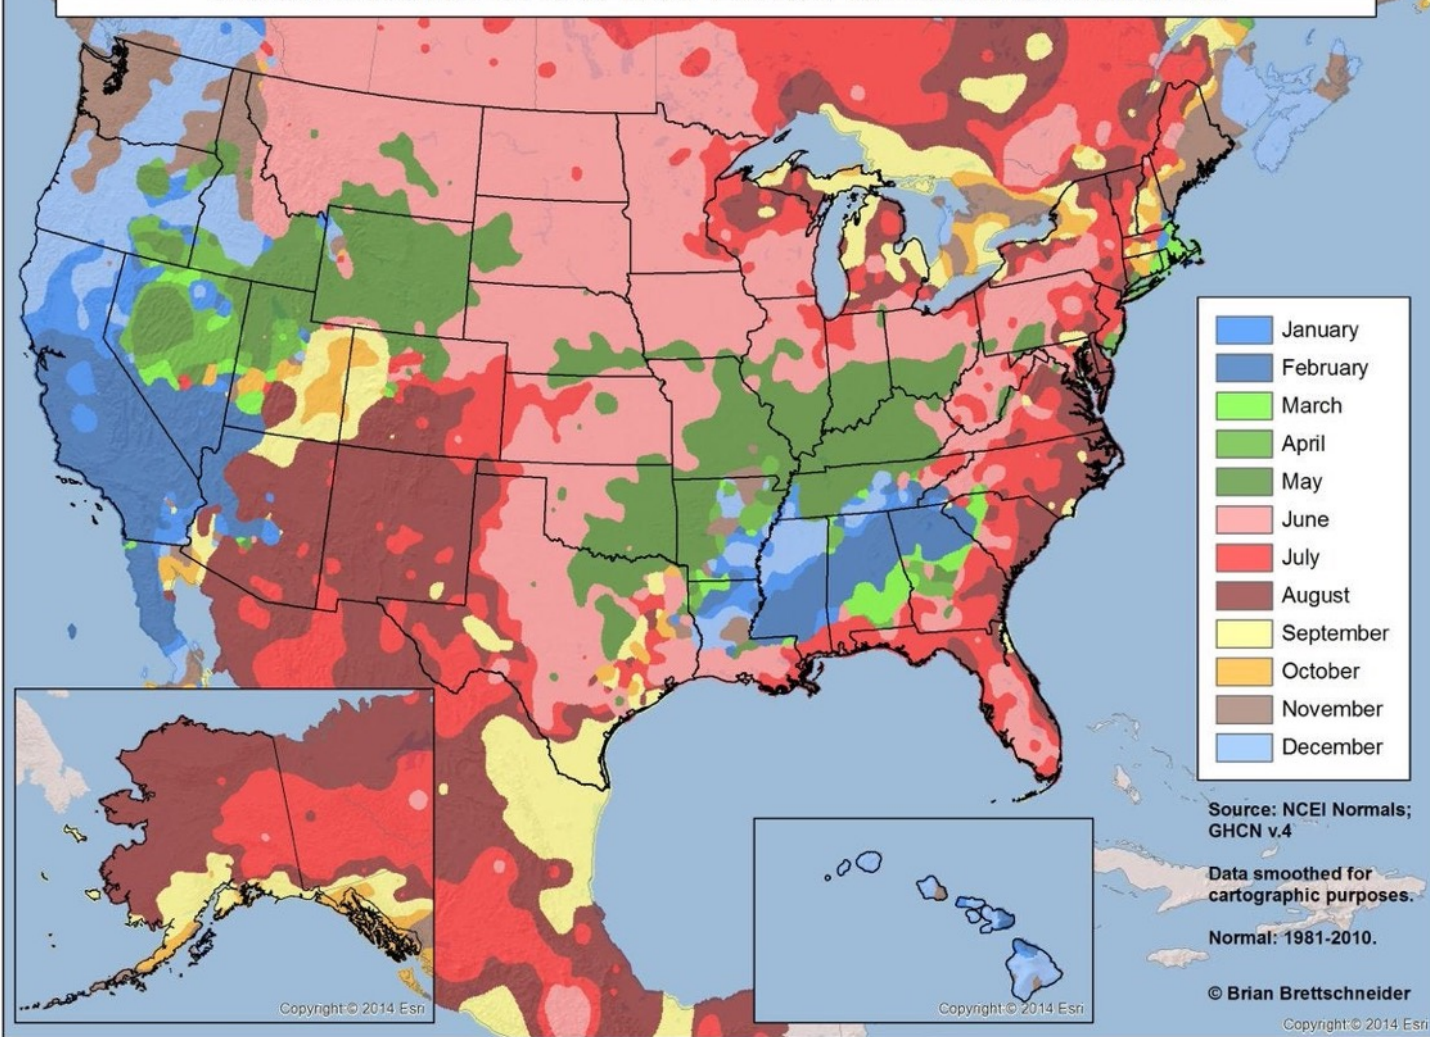 January
February
March
April
May
June
July
August
September
October
November
December
Source: NCEI Normals;
GHCN v.4
Data smoothed for
cartographic purposes.
Normal: 1981-2010.
© Brian Brettschneider
Copyright:© 2014 Esri
Copyright:© 2014 Esri
Copyright:© 2014 Esri